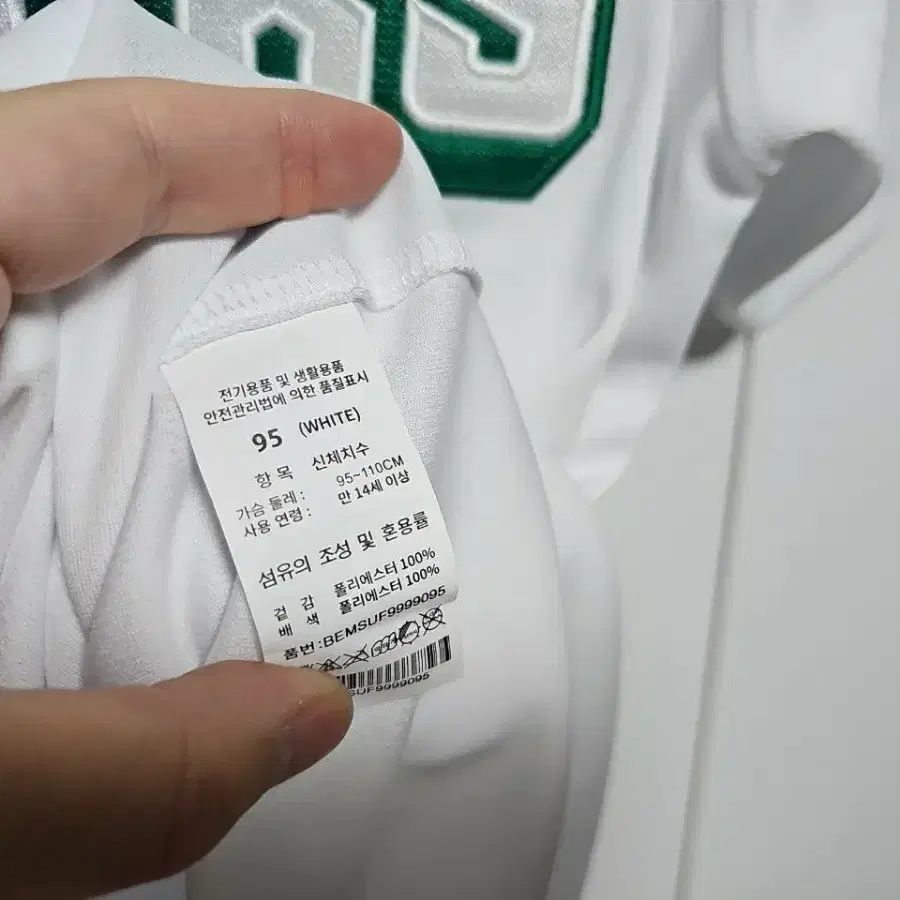 69
전기용품 및 생활용품
안전관리법에 의한 품질표시
95 (WHITE)
항 목 신체치수
가슴 둘레 : 95~110CM
사용 연령 : 만 14세 이상
섬유의 조성 및 혼용률
겉 감 폴리에스터 100%
배 색 폴리에스터 100%
품번:BEMSUF9999095
SUF9999095